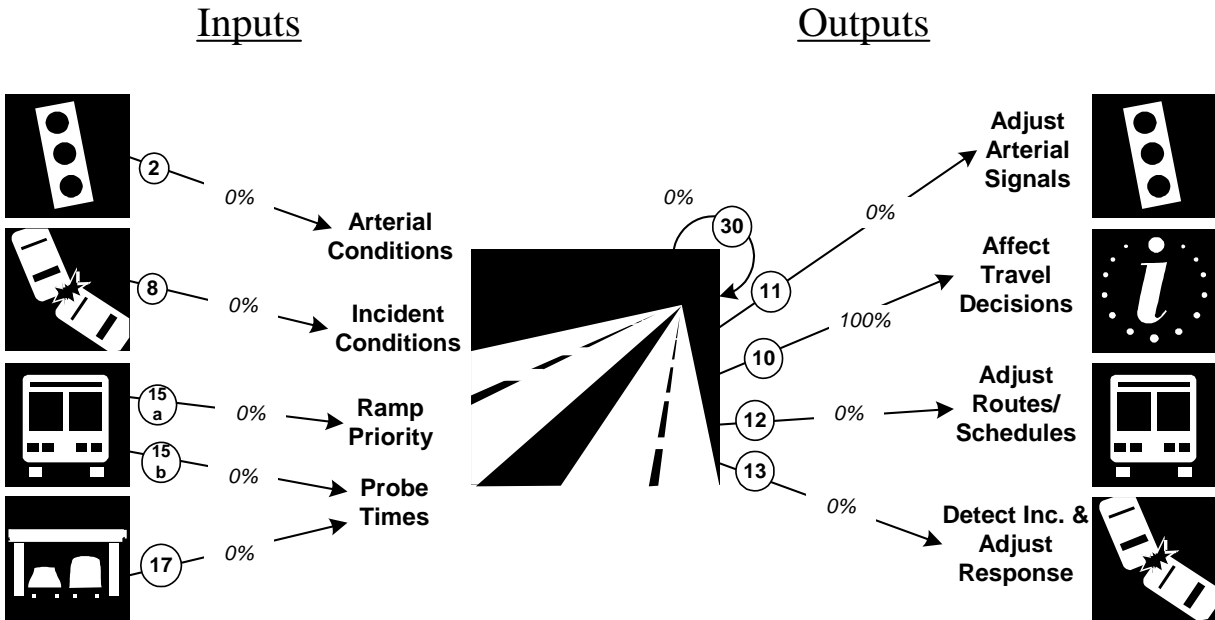 Inputs
Outputs
2
0%
Arterial
Conditions
8
0%
Incident
Conditions
15
a
0%
Ramp
Priority
15
b
0%
Probe
Times
17
0%
0%
30
11
0%
Adjust
Arterial
Signals
10
100%
Affect
Travel
Decisions
i
12
0%
Adjust
Routes/
Schedules
13
0%
Detect Inc. &
Adjust
Response